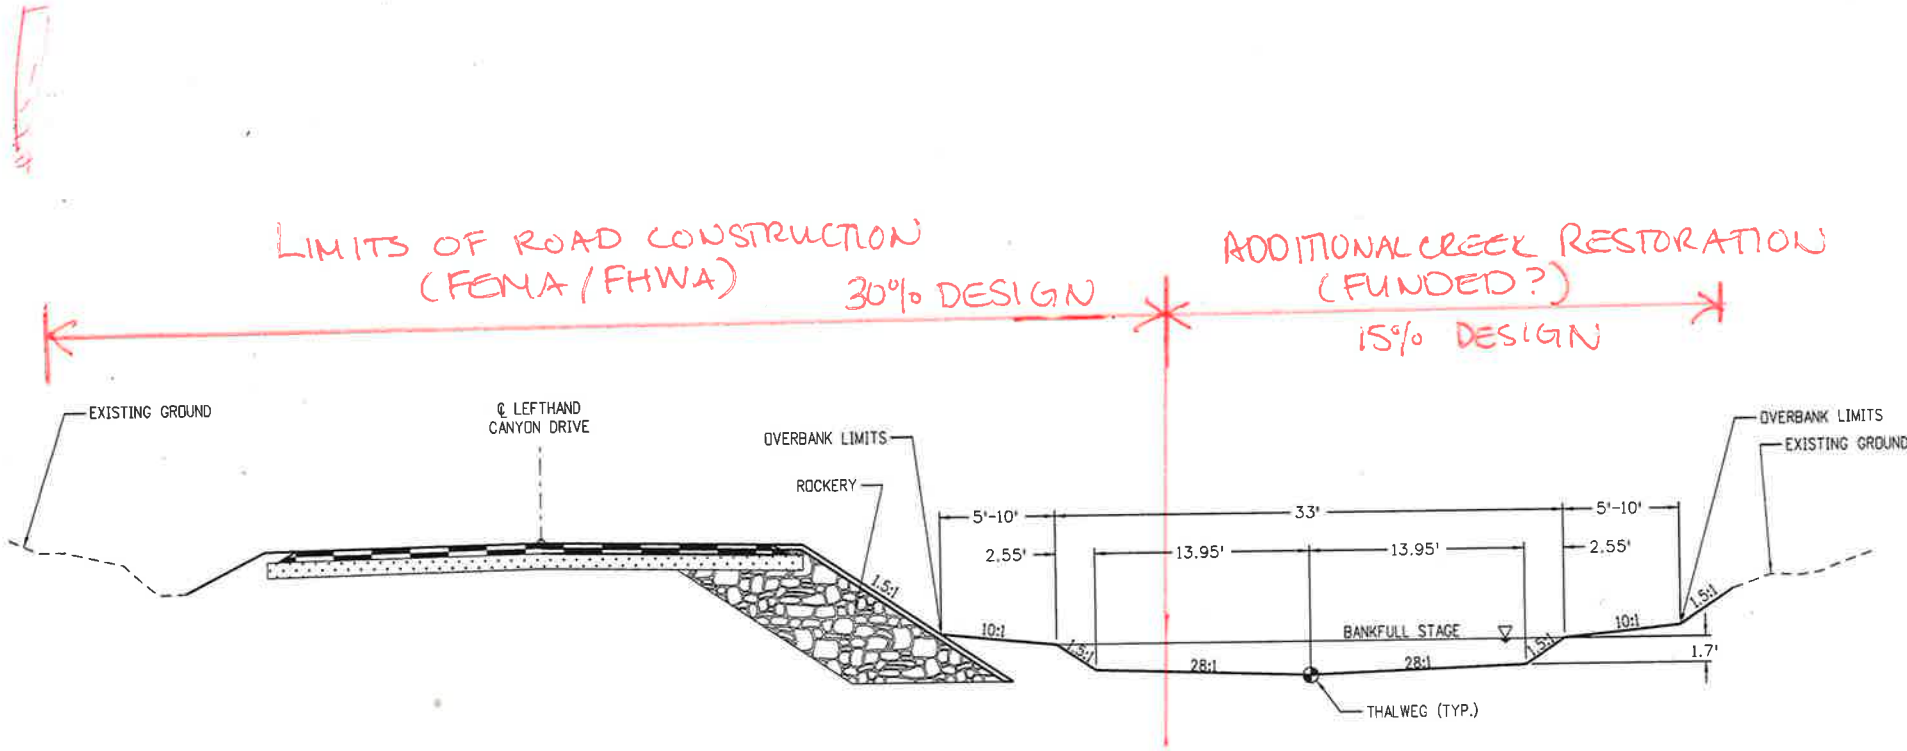 LIMITS OF ROAD CONSTRUCTION
(FEMA/FHWA)
30% DESIGN
ADDITIONAL CREEK RESTORATION
(FUNDED?)
15% DESIGN
EXISTING GROUND
℄ LEFTHAND
CANYON DRIVE
OVERBANK LIMITS
ROCKERY
OVERBANK LIMITS
EXISTING GROUND
5'-10"
33'
5'-10"
2.55'
13.95'
13.95'
2.55'
1.5:1
10:1
1.5:1
28:1
BANKFULL STAGE
28:1
1.5:1
10:1
1.5:1
1.7'
THALWEG (TYP.)